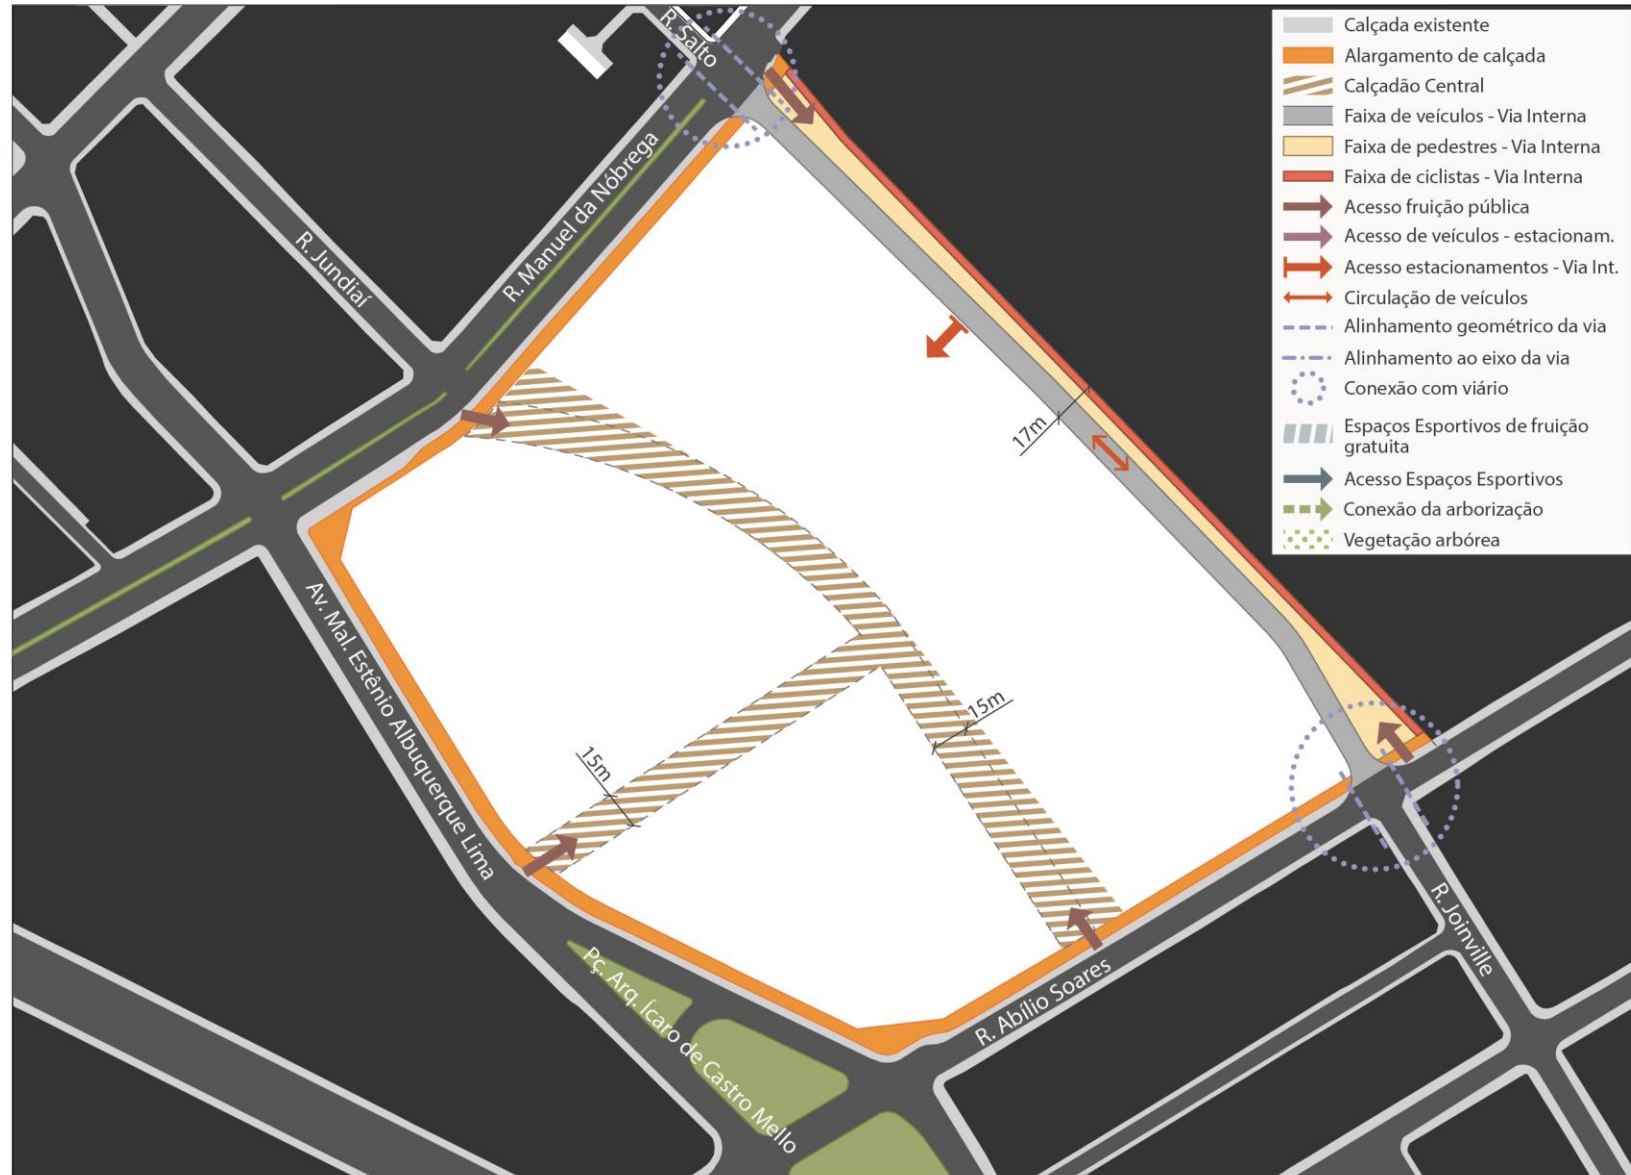 R. Salto
R. Manuel da Nóbrega
R. Jundiaí
17m
15m
15m
Av. Mal. Estênio Albuquerque Lima
Pç. Arq. Ícaro de Castro Mello
R. Abílio Soares
R. Joinville
Calçada existente
Alargamento de calçada
Calçadão Central
Faixa de veículos - Via Interna
Faixa de pedestres - Via Interna
Faixa de ciclistas - Via Interna
Acesso fruição pública
Acesso de veículos - estacionam.
Acesso estacionamentos - Via Int.
Circulação de veículos
Alinhamento geométrico da via
Alinhamento ao eixo da via
Conexão com viário
Espaços Esportivos de fruição
gratuita
Acesso Espaços Esportivos
Conexão da arborização
Vegetação arbórea